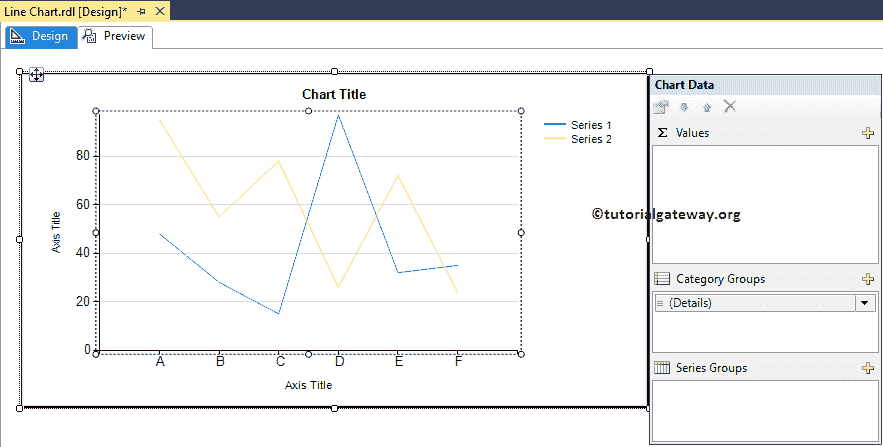 Line Chart.rdl [Design]*
Design
Preview
Chart Title
Series 1
Series 2
80
60
40
20
0
Axis Title
A B C D E F
Axis Title
Chart Data
Σ Values
©tutorialgateway.org
Category Groups
(Details)
Series Groups